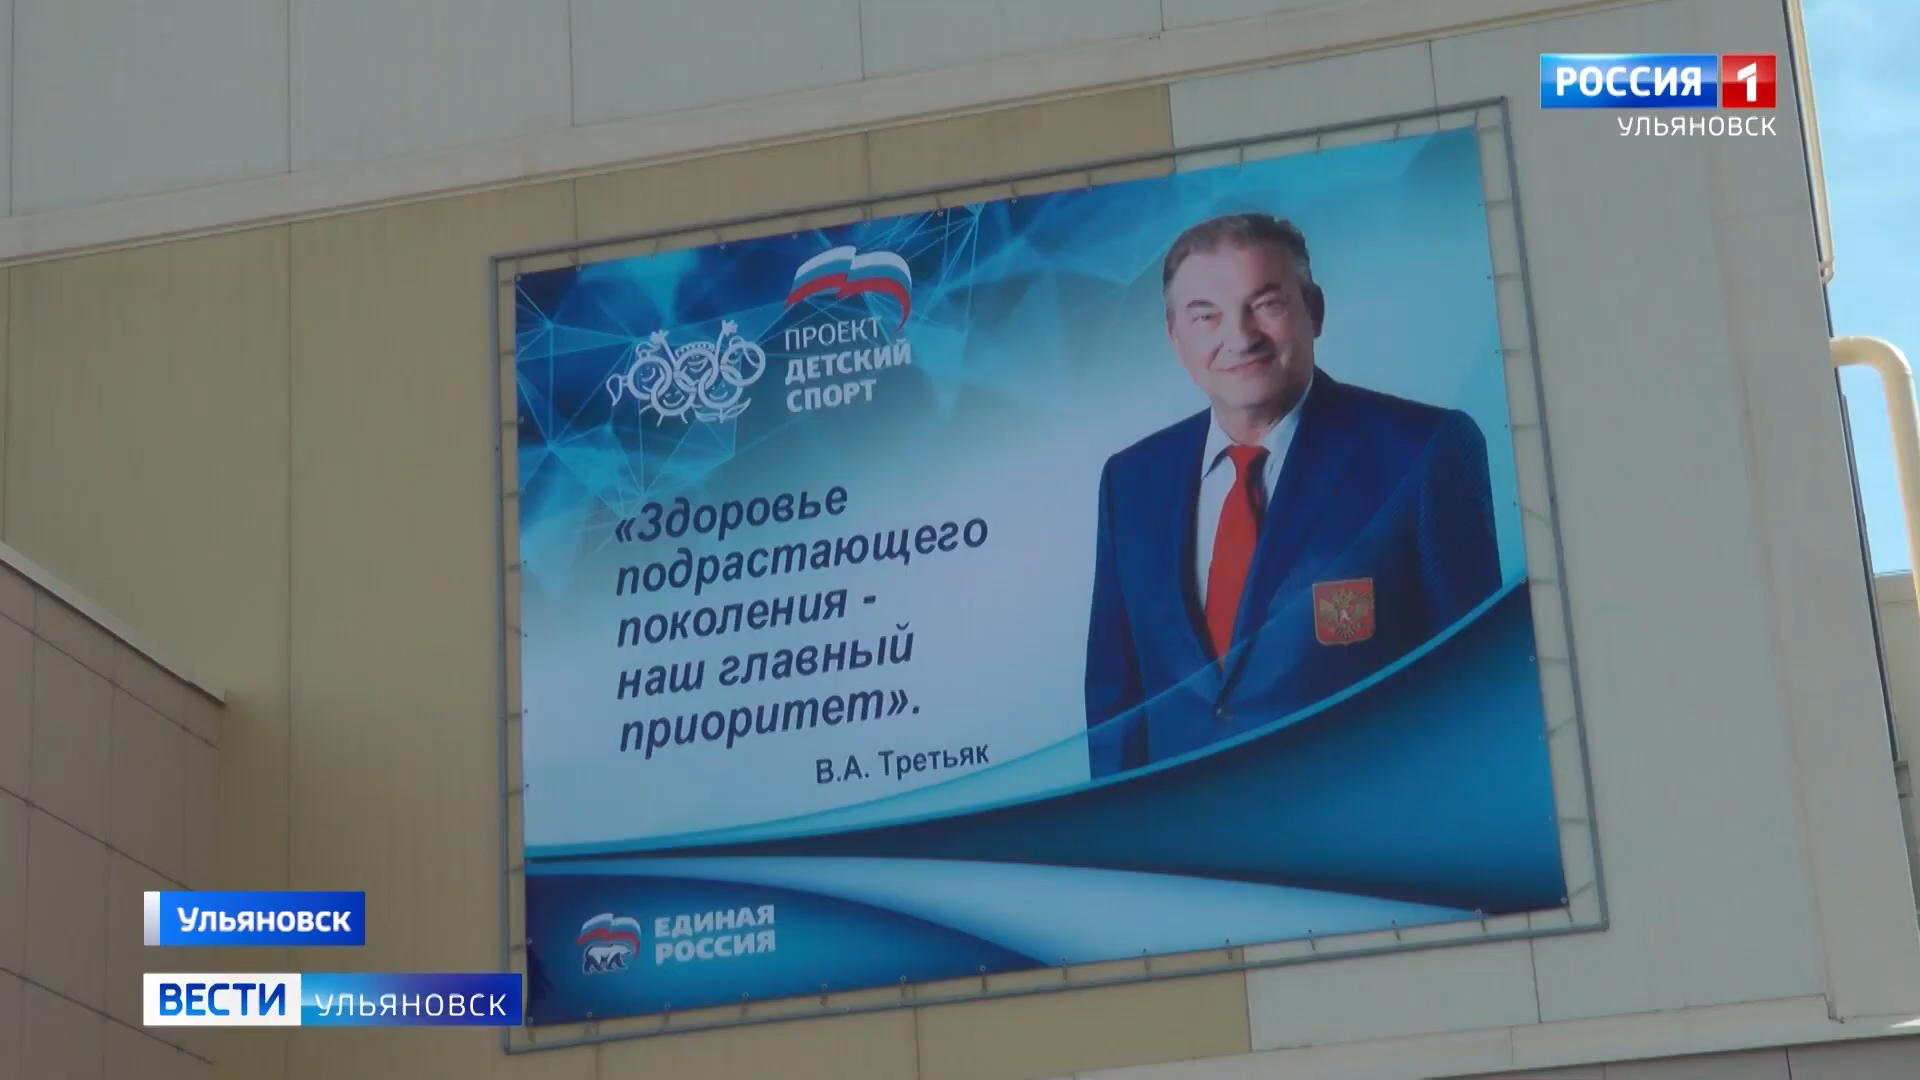 РОССИЯ 1
УЛЬЯНОВСК
ПРОЕКТ
ДЕТСКИЙ
СПОРТ
«Здоровье
подрастающего
поколения -
наш главный
приоритет».
В.А. Третьяк
ЕДИНАЯ
РОССИЯ
Ульяновск
ВЕСТИ УЛЬЯНОВСК